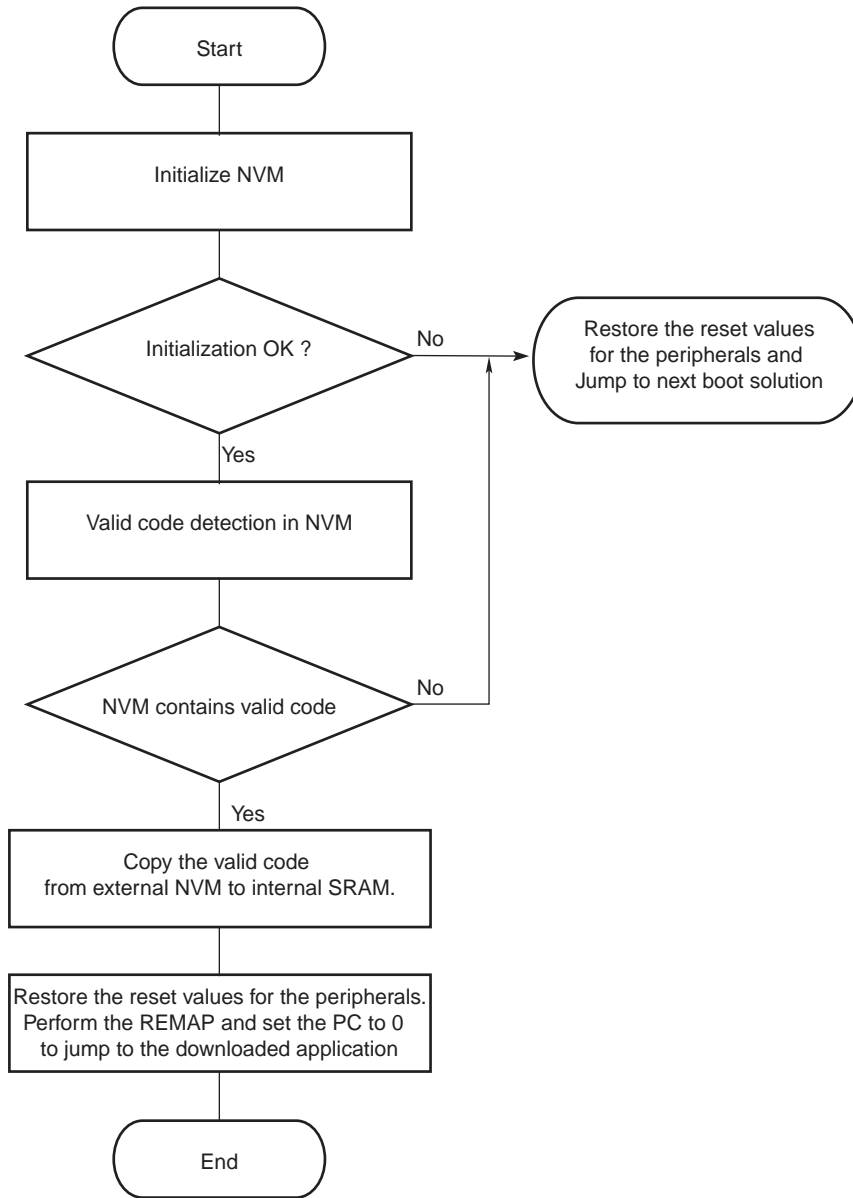 Start
Initialize NVM
Initialization OK ?
No
Restore the reset values
for the peripherals and
Jump to next boot solution
Yes
Valid code detection in NVM
NVM contains valid code
No
Yes
Copy the valid code
from external NVM to internal SRAM.
Restore the reset values for the peripherals.
Perform the REMAP and set the PC to 0
to jump to the downloaded application
End